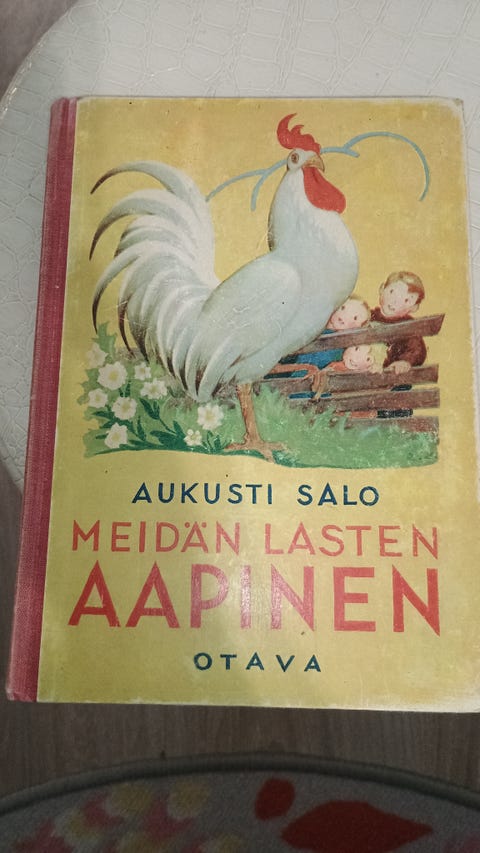 AUKUSTI SALO
MEIDÄN LASTEN
AAPINEN
OTAVA